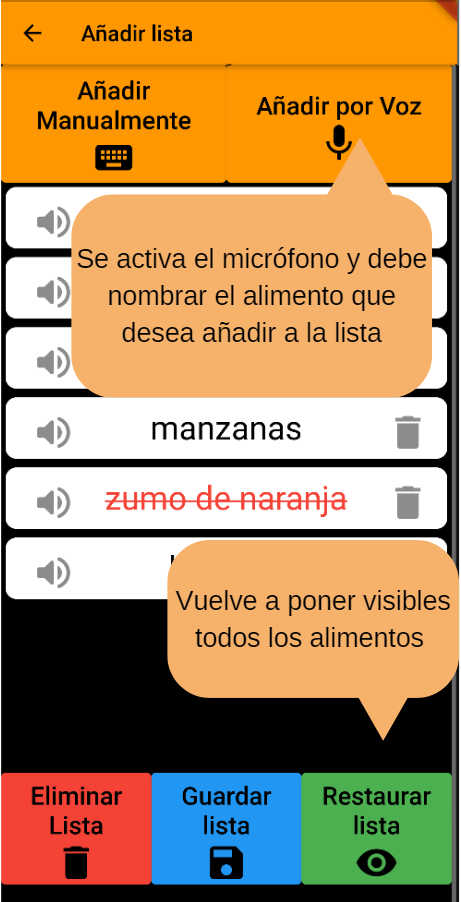 Añadir lista
Añadir
Manualmente
Añadir por Voz
Se activa el micrófono y debe
nombrar el alimento que
desea añadir a la lista
manzanas
zumo de naranja
Vuelve a poner visibles
todos los alimentos
Eliminar
Lista
Guardar
lista
Restaurar
lista